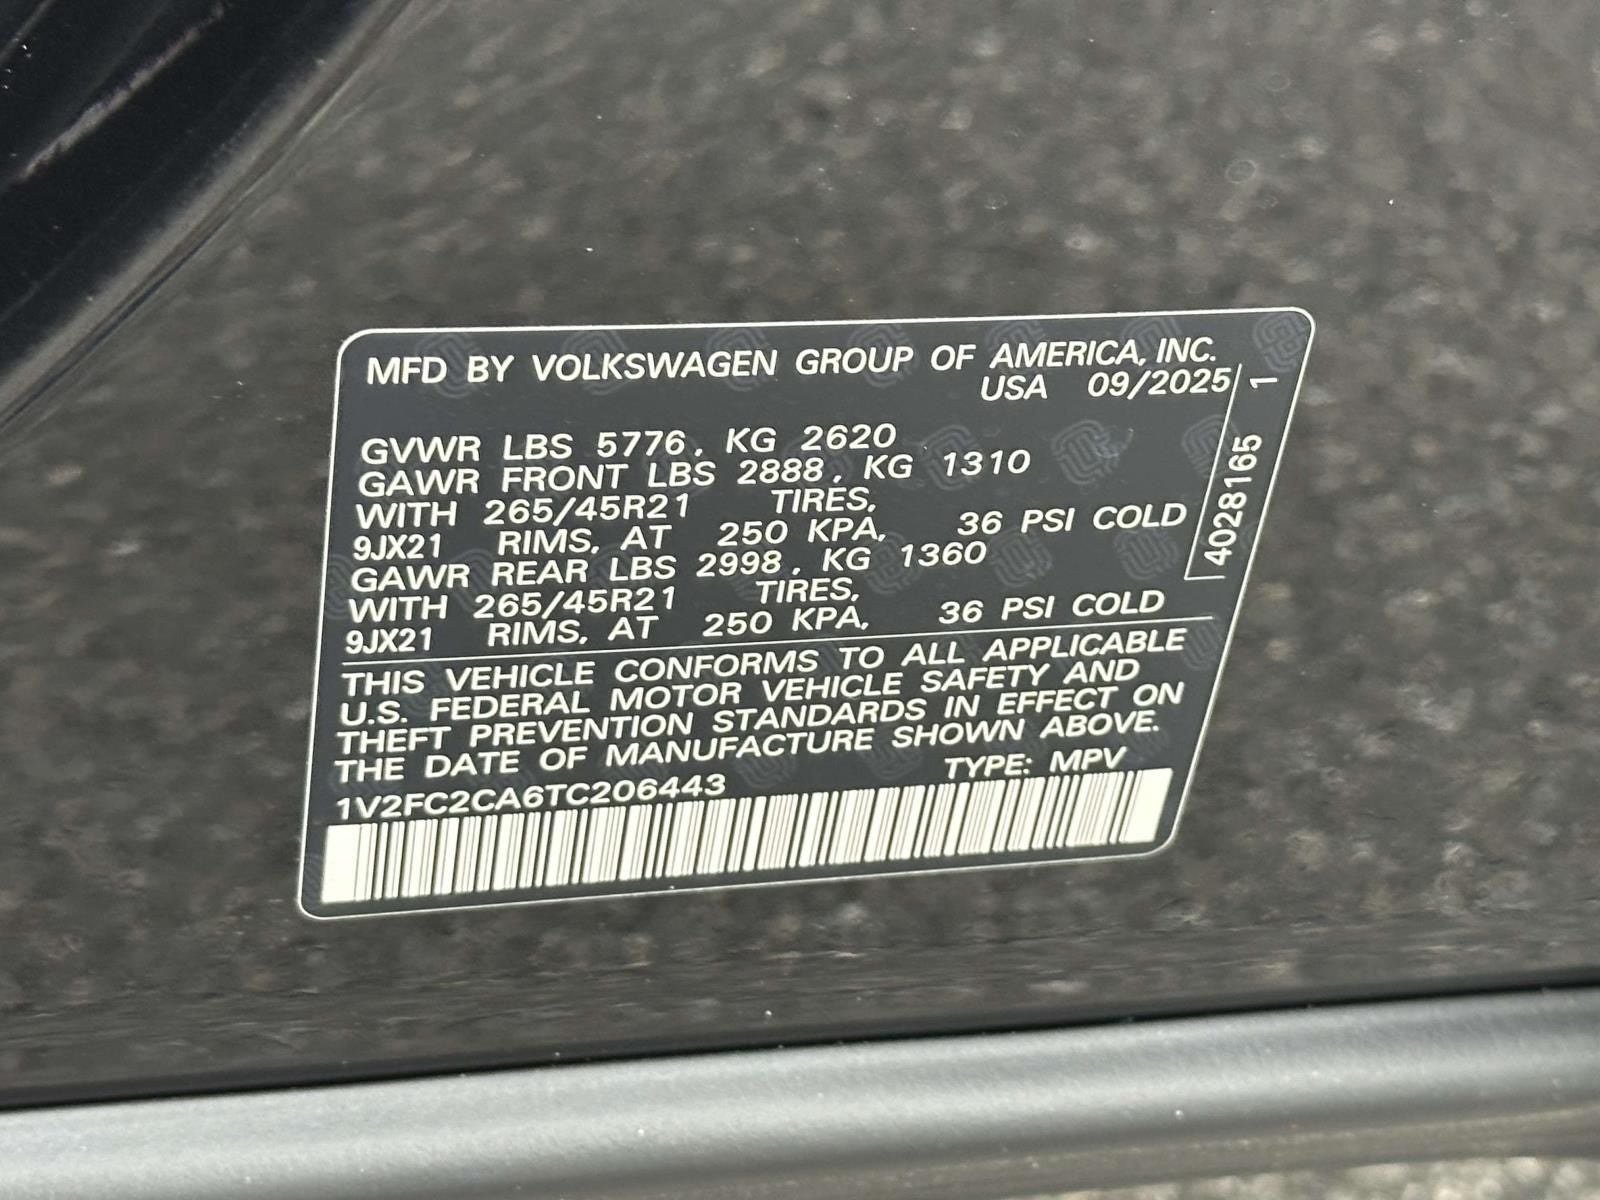 MFD BY VOLKSWAGEN GROUP OF AMERICA, INC.
USA 09/2025
GVWR LBS 5776, KG 2620
GAWR FRONT LBS 2888, KG 1310
WITH 265/45R21 TIRES,
9JX21 RIMS, AT 250 KPA, 36 PSI COLD
GAWR REAR LBS 2998, KG 1360
WITH 265/45R21 TIRES,
9JX21 RIMS, AT 250 KPA, 36 PSI COLD
THIS VEHICLE CONFORMS TO ALL APPLICABLE
U.S. FEDERAL MOTOR VEHICLE SAFETY AND
THEFT PREVENTION STANDARDS IN EFFECT ON
THE DATE OF MANUFACTURE SHOWN ABOVE.
1V2FC2CA6TC206443 TYPE: MPV
4028165 1